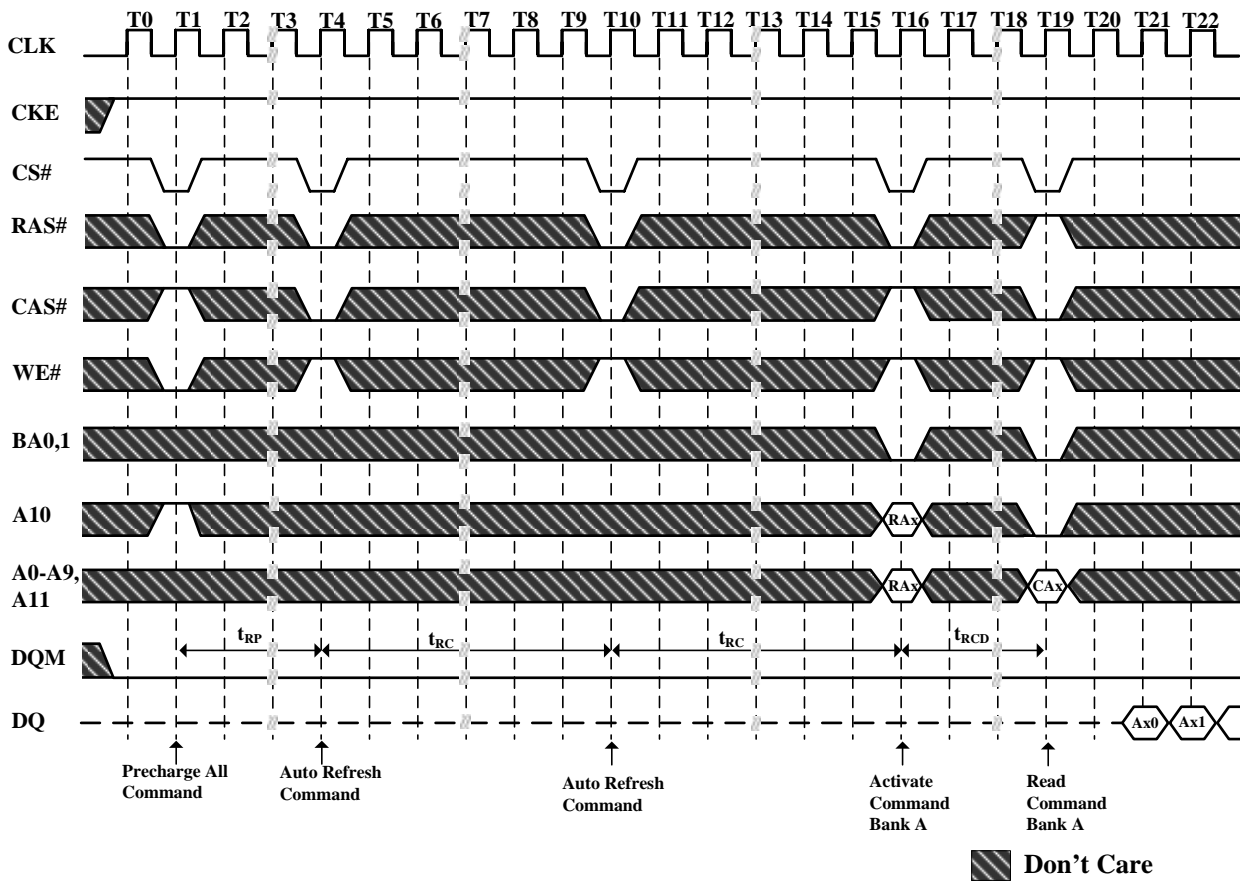 T0 T1 T2 T3 T4 T5 T6 T7 T8 T9 T10 T11 T12 T13 T14 T15 T16 T17 T18 T19 T20 T21 T22
CLK
CKE
CS#
RAS#
CAS#
WE#
BA0,1
A10
RAx
A0-A9,
A11
RAx
CAx
tRP
tRC
tRC
tRCD
DQM
DQ
Ax0
Ax1
Precharge All
Command
Auto Refresh
Command
Auto Refresh
Command
Activate
Command
Bank A
Read
Command
Bank A
Don't Care